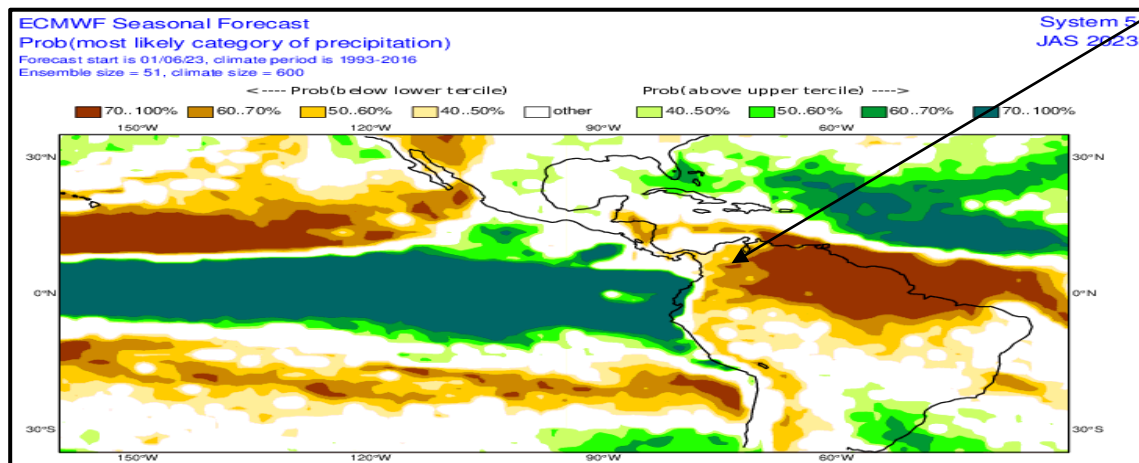 ECMWF Seasonal Forecast System 5
Prob(most likely category of precipitation) JAS 2023
Forecast start is 01/06/23, climate period is 1993-2016
Ensemble size = 51, climate size = 600
<---- Prob(below lower tercile) Prob(above upper tercile) ---->
70..100% 60..70% 50..60% 40..50% other 40..50% 50..60% 60..70% 70..100%
150°W 120°W 90°W 60°W
30°N 30°N
0°N 0°N
30°S 30°S
150°W 120°W 90°W 60°W